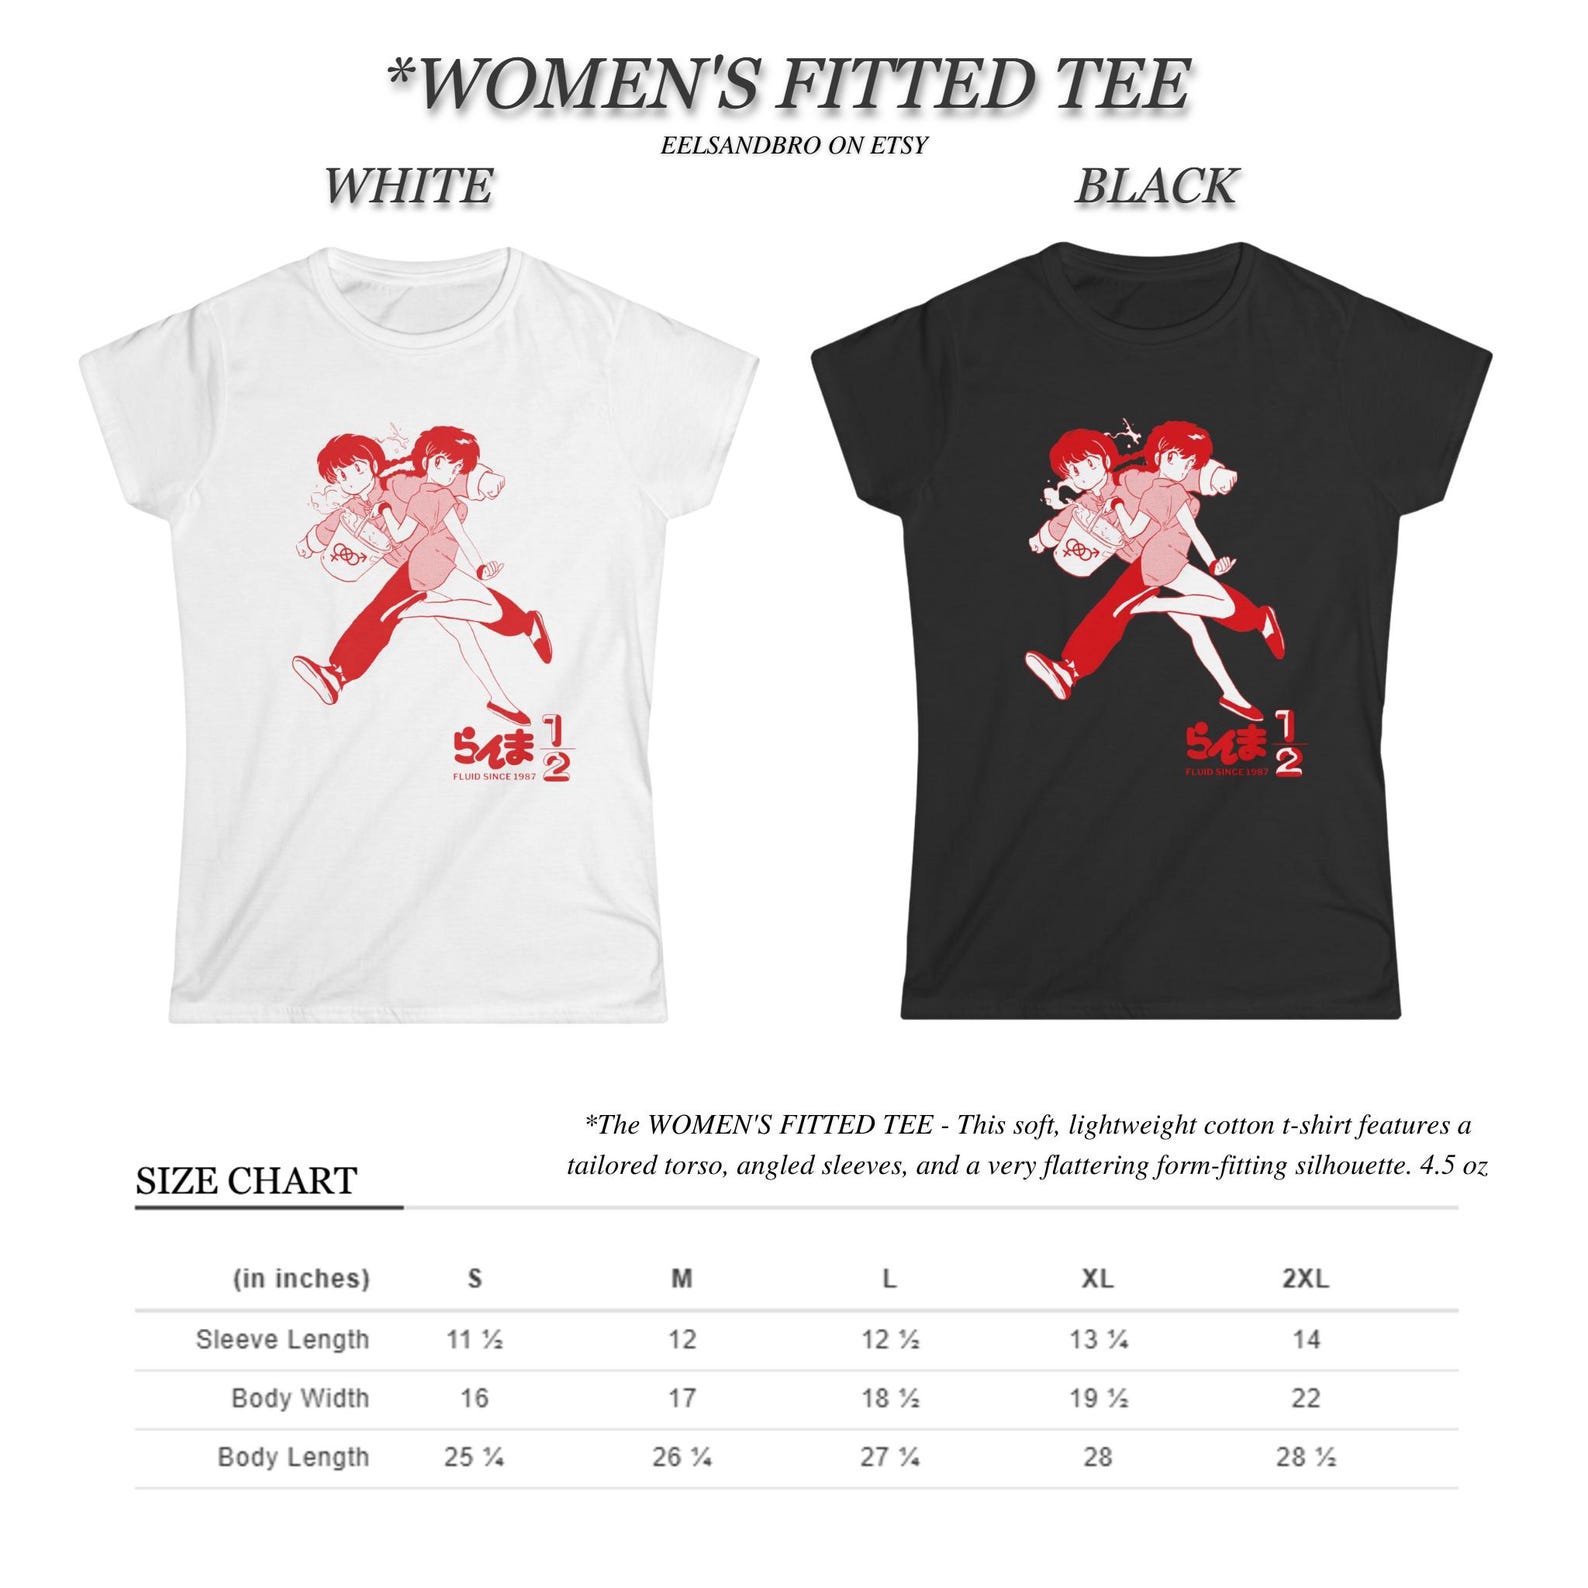 *WOMEN'S FITTED TEE
EELSANDBRO ON ETSY
WHITE
BLACK
らんま 1/2
FLUID SINCE 1987
らんま 1/2
FLUID SINCE 1987
*The WOMEN'S FITTED TEE - This soft, lightweight cotton t-shirt features a
tailored torso, angled sleeves, and a very flattering form-fitting silhouette. 4.5 oz
SIZE CHART
(in inches) S M L XL 2XL
Sleeve Length 11 ½ 12 12 ½ 13 ¼ 14
Body Width 16 17 18 ½ 19 ½ 22
Body Length 25 ¼ 26 ¼ 27 ¼ 28 28 ½